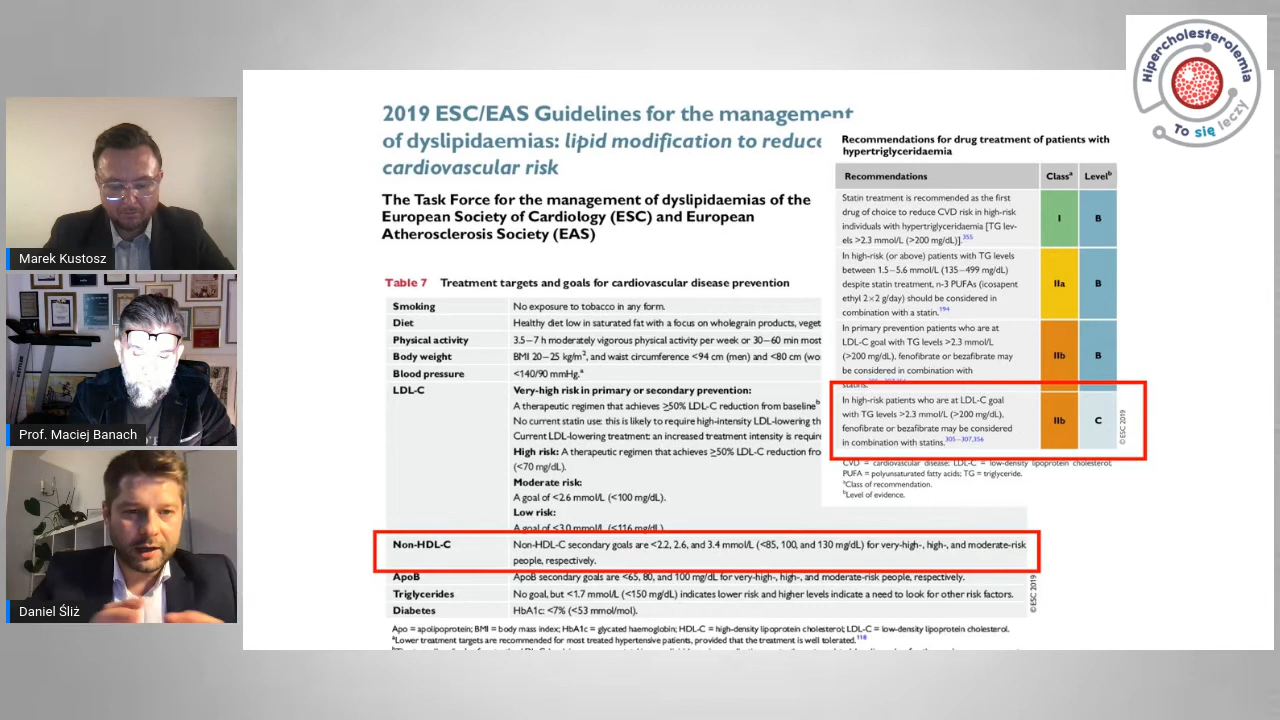 Hipercholesterolemia
To się leczy
Marek Kustosz
Prof. Maciej Banach
Daniel Śliż
2019 ESC/EAS Guidelines for the management
of dyslipidaemias: lipid modification to reduce
cardiovascular risk
The Task Force for the management of dyslipidaemias of the
European Society of Cardiology (ESC) and European
Atherosclerosis Society (EAS)
Table 7 Treatment targets and goals for cardiovascular disease prevention
Smoking No exposure to tobacco in any form.
Diet Healthy diet low in saturated fat with a focus on wholegrain products, veget
Physical activity 3.5–7 h moderately vigorous physical activity per week or 30–60 min most
Body weight BMI 20–25 kg/m², and waist circumference <94 cm (men) and <80 cm (wo
Blood pressure <140/90 mmHg.ᵃ
LDL-C Very-high risk in primary or secondary prevention:
A therapeutic regimen that achieves ≥50% LDL-C reduction from baselineᵇ
No current statin use: this is likely to require high-intensity LDL-lowering th
Current LDL-lowering treatment: an increased treatment intensity is require
High risk: A therapeutic regimen that achieves ≥50% LDL-C reduction fro
(<70 mg/dL).
Moderate risk:
A goal of <2.6 mmol/L (<100 mg/dL).
Low risk:
A goal of <3.0 mmol/L (<116 mg/dL).
Non-HDL-C Non-HDL-C secondary goals are <2.2, 2.6, and 3.4 mmol/L (<85, 100, and 130 mg/dL) for very-high-, high-, and moderate-risk
people, respectively.
ApoB ApoB secondary goals are <65, 80, and 100 mg/dL for very-high-, high-, and moderate-risk people, respectively.
Triglycerides No goal, but <1.7 mmol/L (<150 mg/dL) indicates lower risk and higher levels indicate a need to look for other risk factors.
Diabetes HbA1c: <7% (<53 mmol/mol).
© ESC 2019
Apo = apolipoprotein; BMI = body mass index; HbA1c = glycated haemoglobin; HDL-C = high-density lipoprotein cholesterol; LDL-C = low-density lipoprotein cholesterol.
ᵃLower treatment targets are recommended for most treated hypertensive patients, provided that the treatment is well tolerated.¹¹⁸
Recommendations for drug treatment of patients with
hypertriglyceridaemia
Recommendations Classᵃ Levelᵇ
Statin treatment is recommended as the first
drug of choice to reduce CVD risk in high-risk
individuals with hypertriglyceridaemia [TG lev-
els >2.3 mmol/L (>200 mg/dL)].³⁵⁵
I B
In high-risk (or above) patients with TG levels
between 1.5–5.6 mmol/L (135–499 mg/dL)
despite statin treatment, n-3 PUFAs (icosapent
ethyl 2×2 g/day) should be considered in
combination with a statin.¹⁹⁴
IIa B
In primary prevention patients who are at
LDL-C goal with TG levels >2.3 mmol/L
(>200 mg/dL), fenofibrate or bezafibrate may
be considered in combination with
statins.
IIb B
In high-risk patients who are at LDL-C goal
with TG levels >2.3 mmol/L (>200 mg/dL),
fenofibrate or bezafibrate may be considered
in combination with statins.³⁰⁵⁻³⁰⁷,³⁵⁶
IIb C
© ESC 2019
CVD = cardiovascular disease; LDL-C = low-density lipoprotein cholesterol;
PUFA = polyunsaturated fatty acids; TG = triglyceride.
ᵃClass of recommendation.
ᵇLevel of evidence.